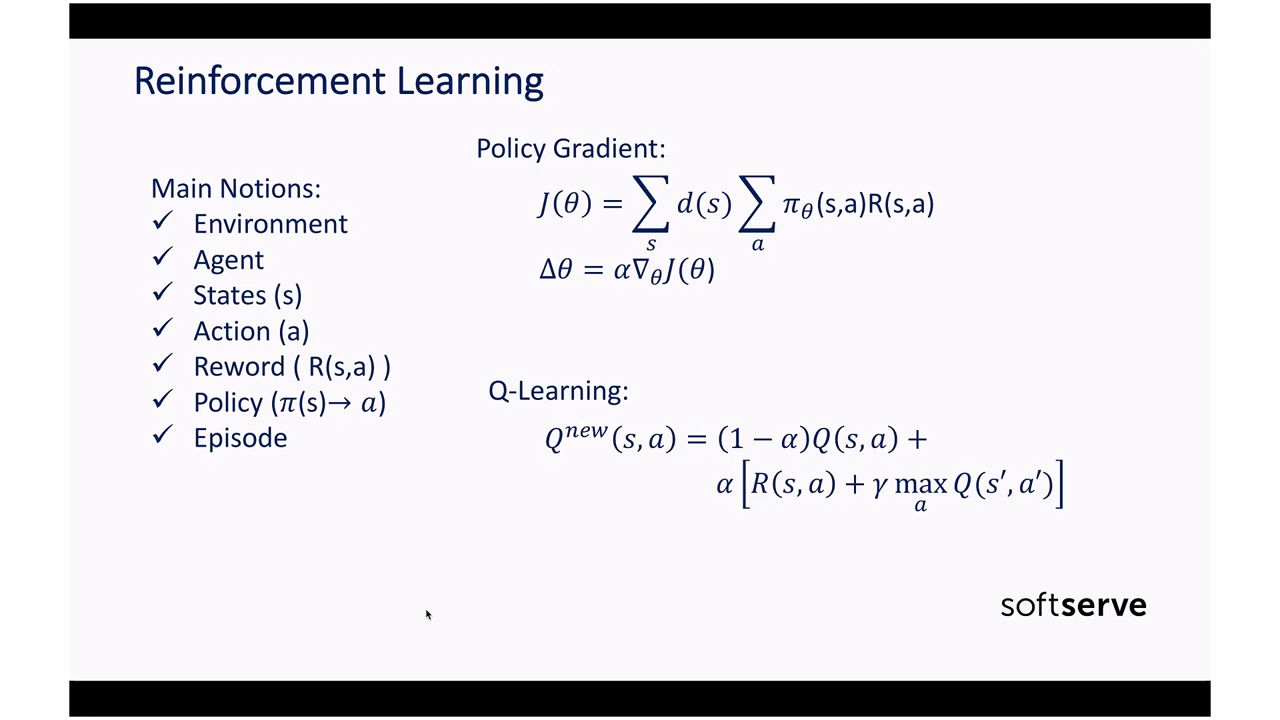 Reinforcement Learning
Main Notions:
✓ Environment
✓ Agent
✓ States (s)
✓ Action (a)
✓ Reword ( R(s,a) )
✓ Policy (π(s)→ a)
✓ Episode
Policy Gradient:
J(θ) = ∑_s d(s) ∑_a π_θ(s,a)R(s,a)
Δθ = α∇_θJ(θ)
Q-Learning:
Q^new(s, a) = (1 − α)Q(s, a) +
α[R(s, a) + γ max_a Q(s′, a′)]
softserve